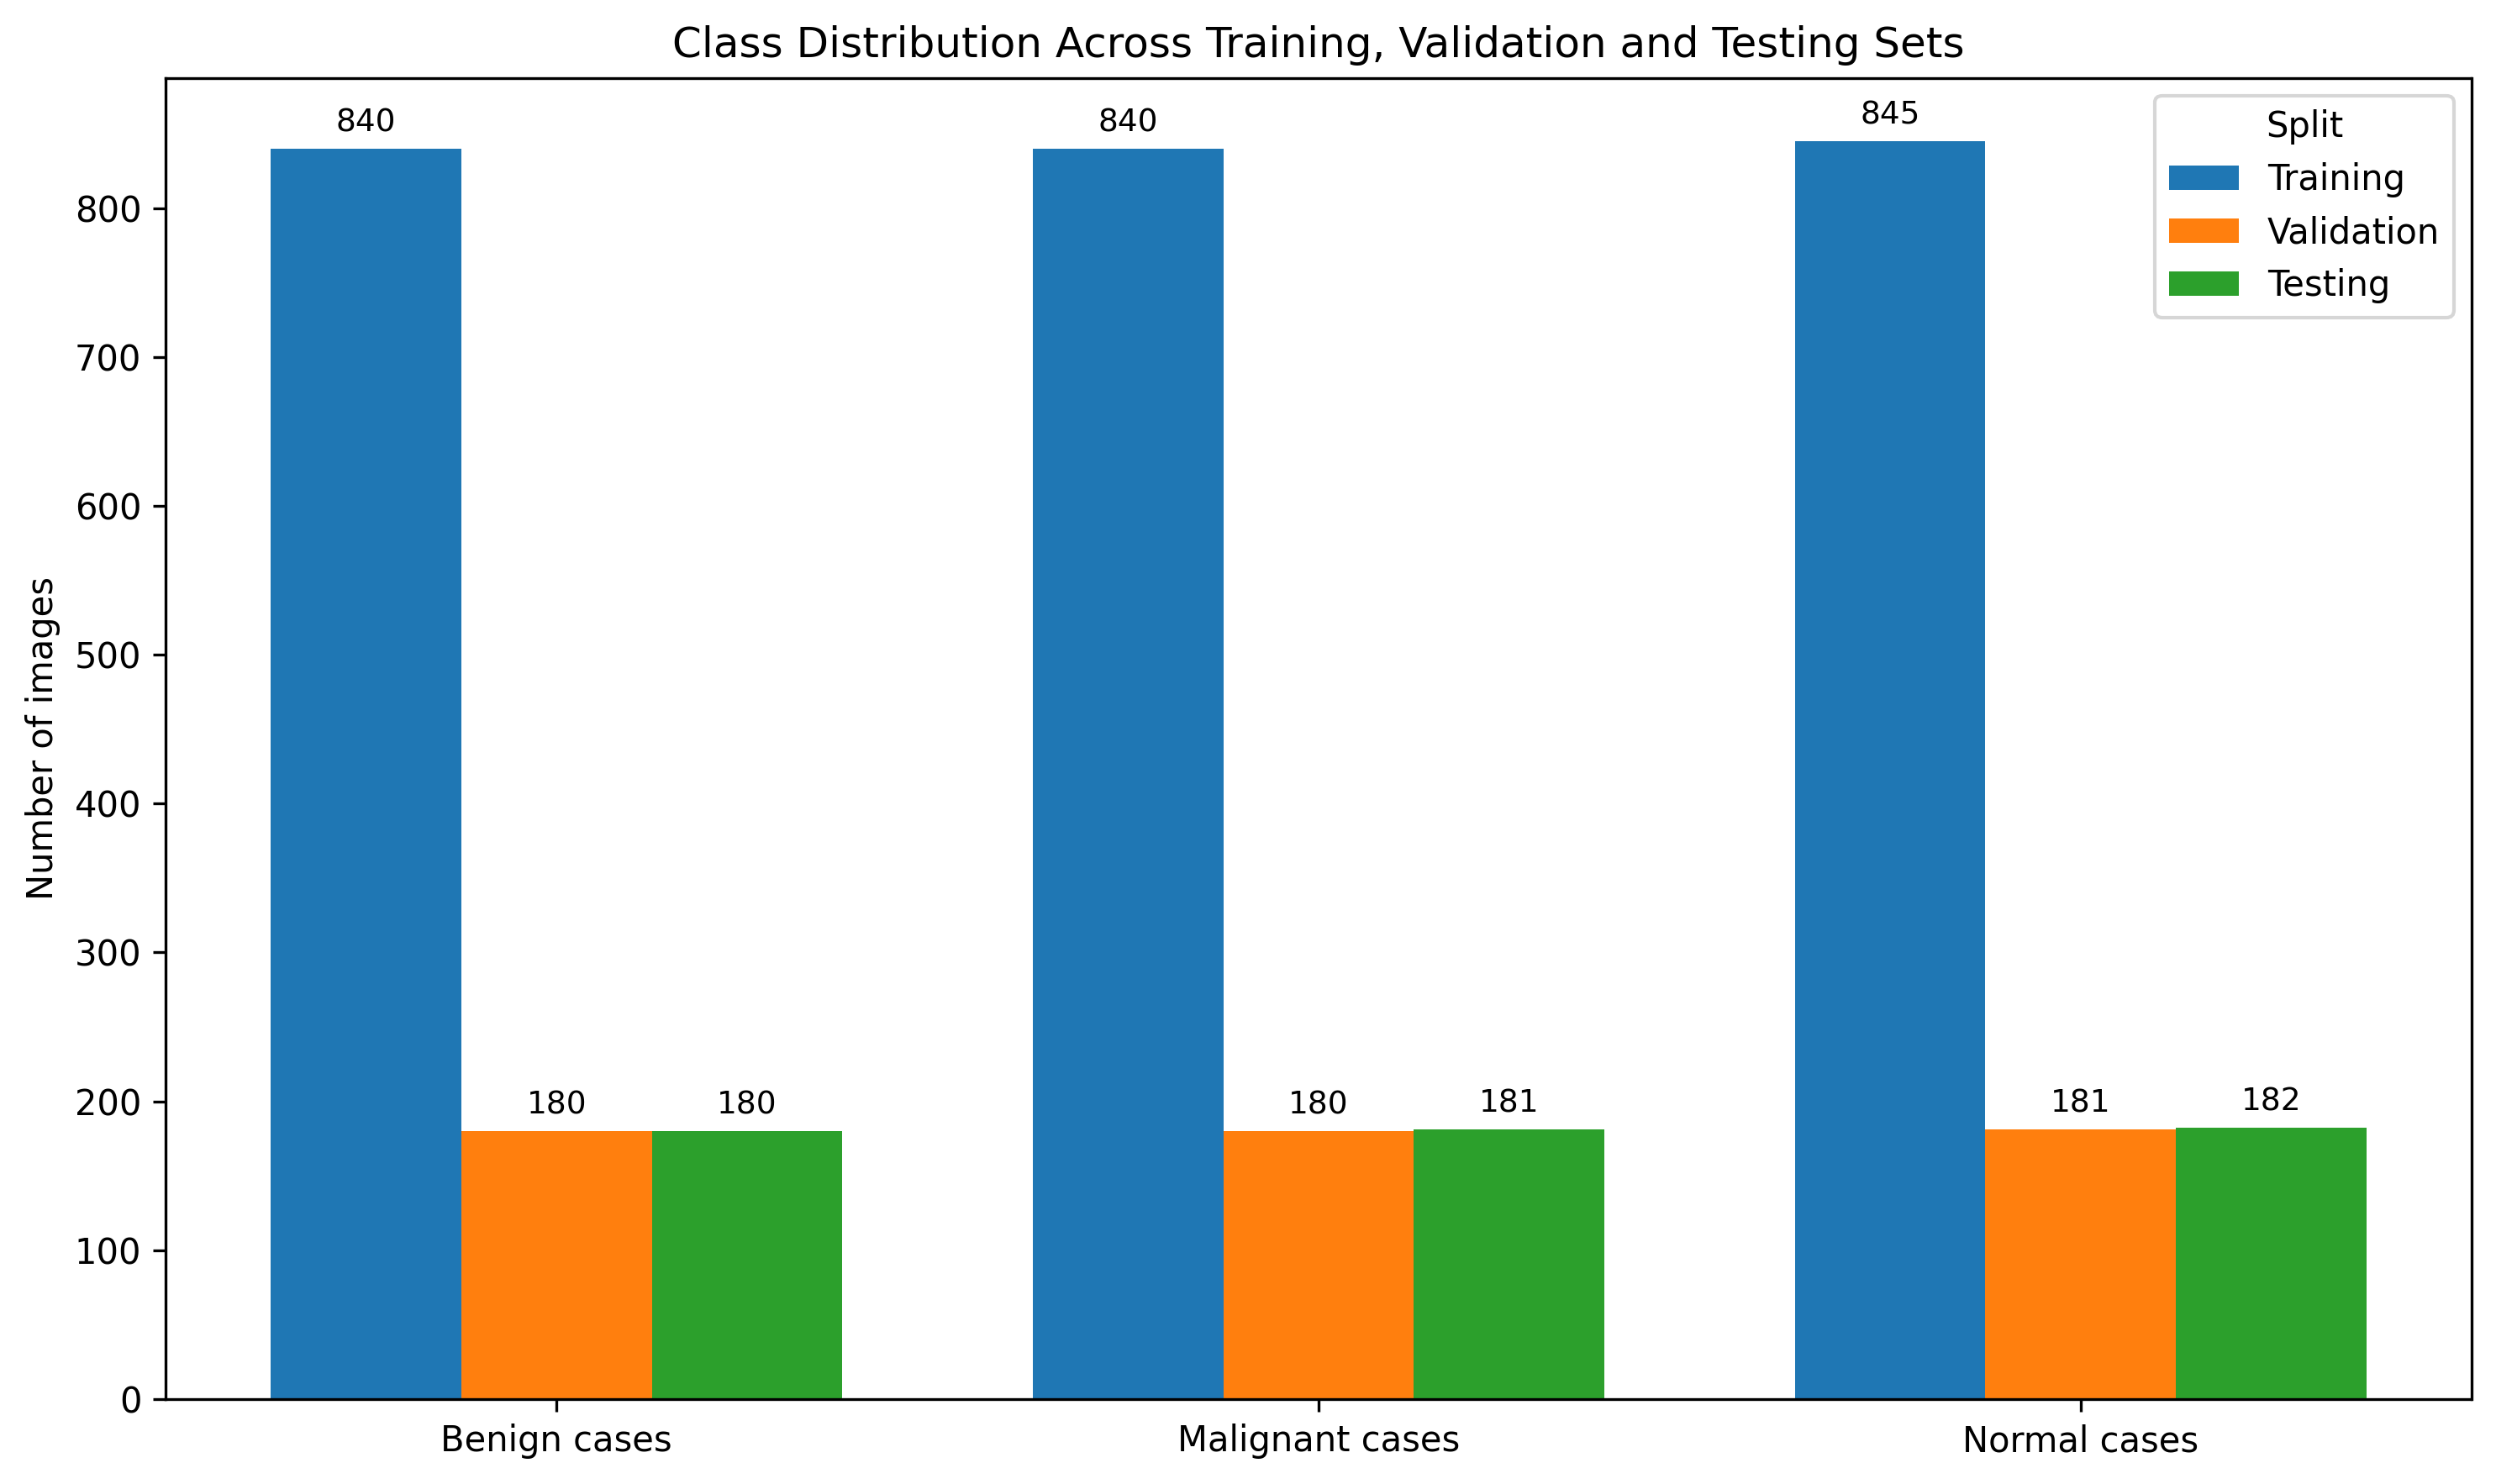 Class Distribution Across Training, Validation and Testing Sets
840
840
845
Split
Training
Validation
Testing
800
700
600
500
400
300
200
100
0
Number of images
180
180
180
181
181
182
Benign cases
Malignant cases
Normal cases